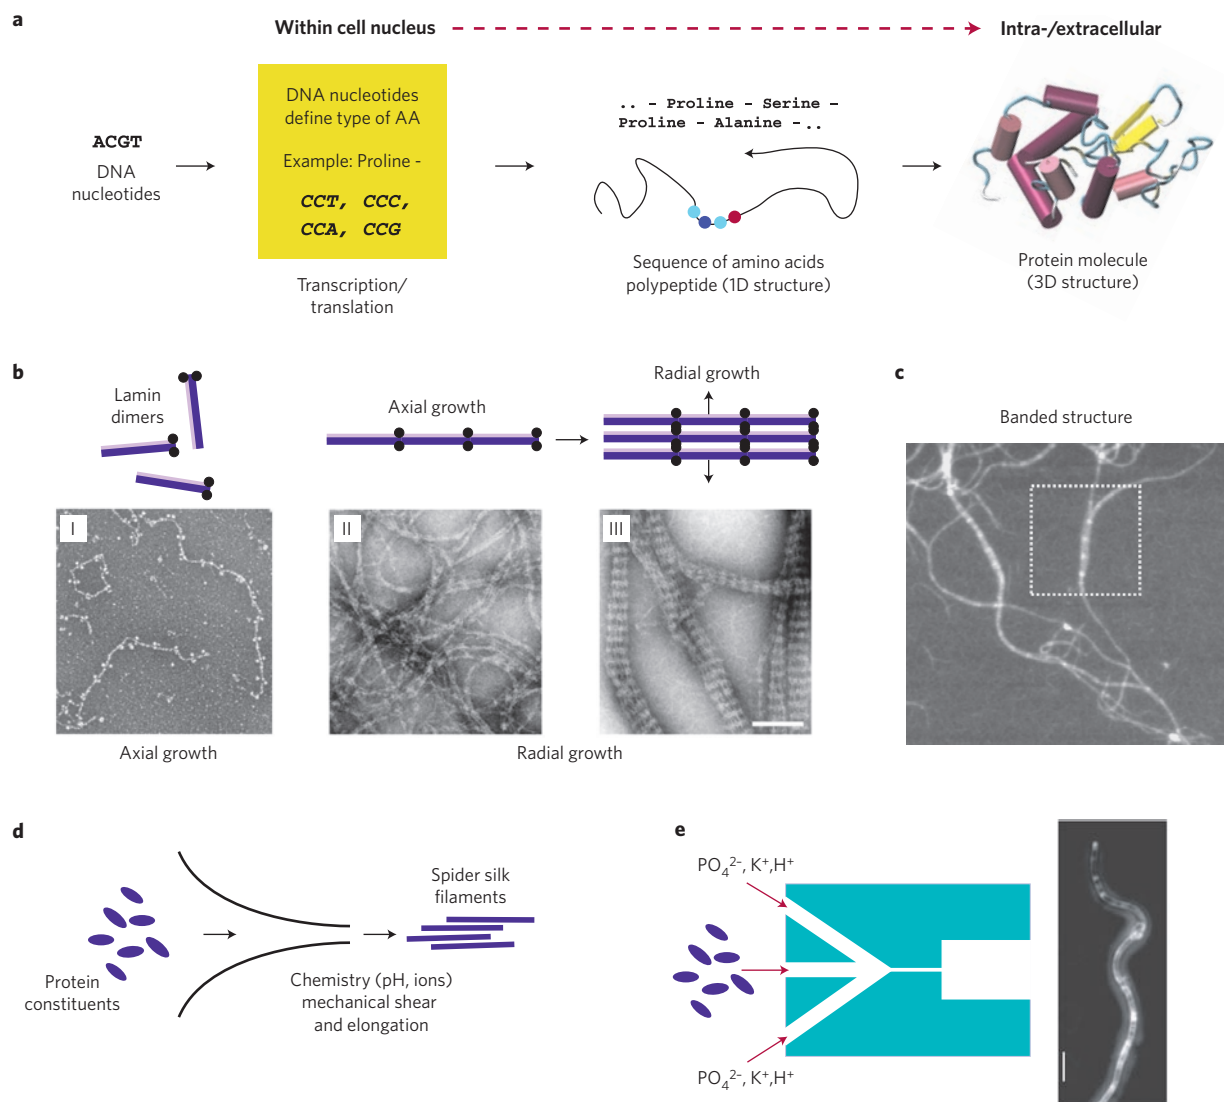 a
Within cell nucleus
Intra-/extracellular
ACGT
DNA
nucleotides
DNA nucleotides
define type of AA
Example: Proline -
CCT, CCC,
CCA, CCG
Transcription/
translation
.. - Proline - Serine -
Proline - Alanine -..
Sequence of amino acids
polypeptide (1D structure)
Protein molecule
(3D structure)
b
Lamin
dimers
Axial growth
Radial growth
I
II
III
Axial growth
Radial growth
c
Banded structure
d
Protein
constituents
Chemistry (pH, ions)
mechanical shear
and elongation
Spider silk
filaments
e
PO₄²⁻, K⁺,H⁺
PO₄²⁻, K⁺,H⁺